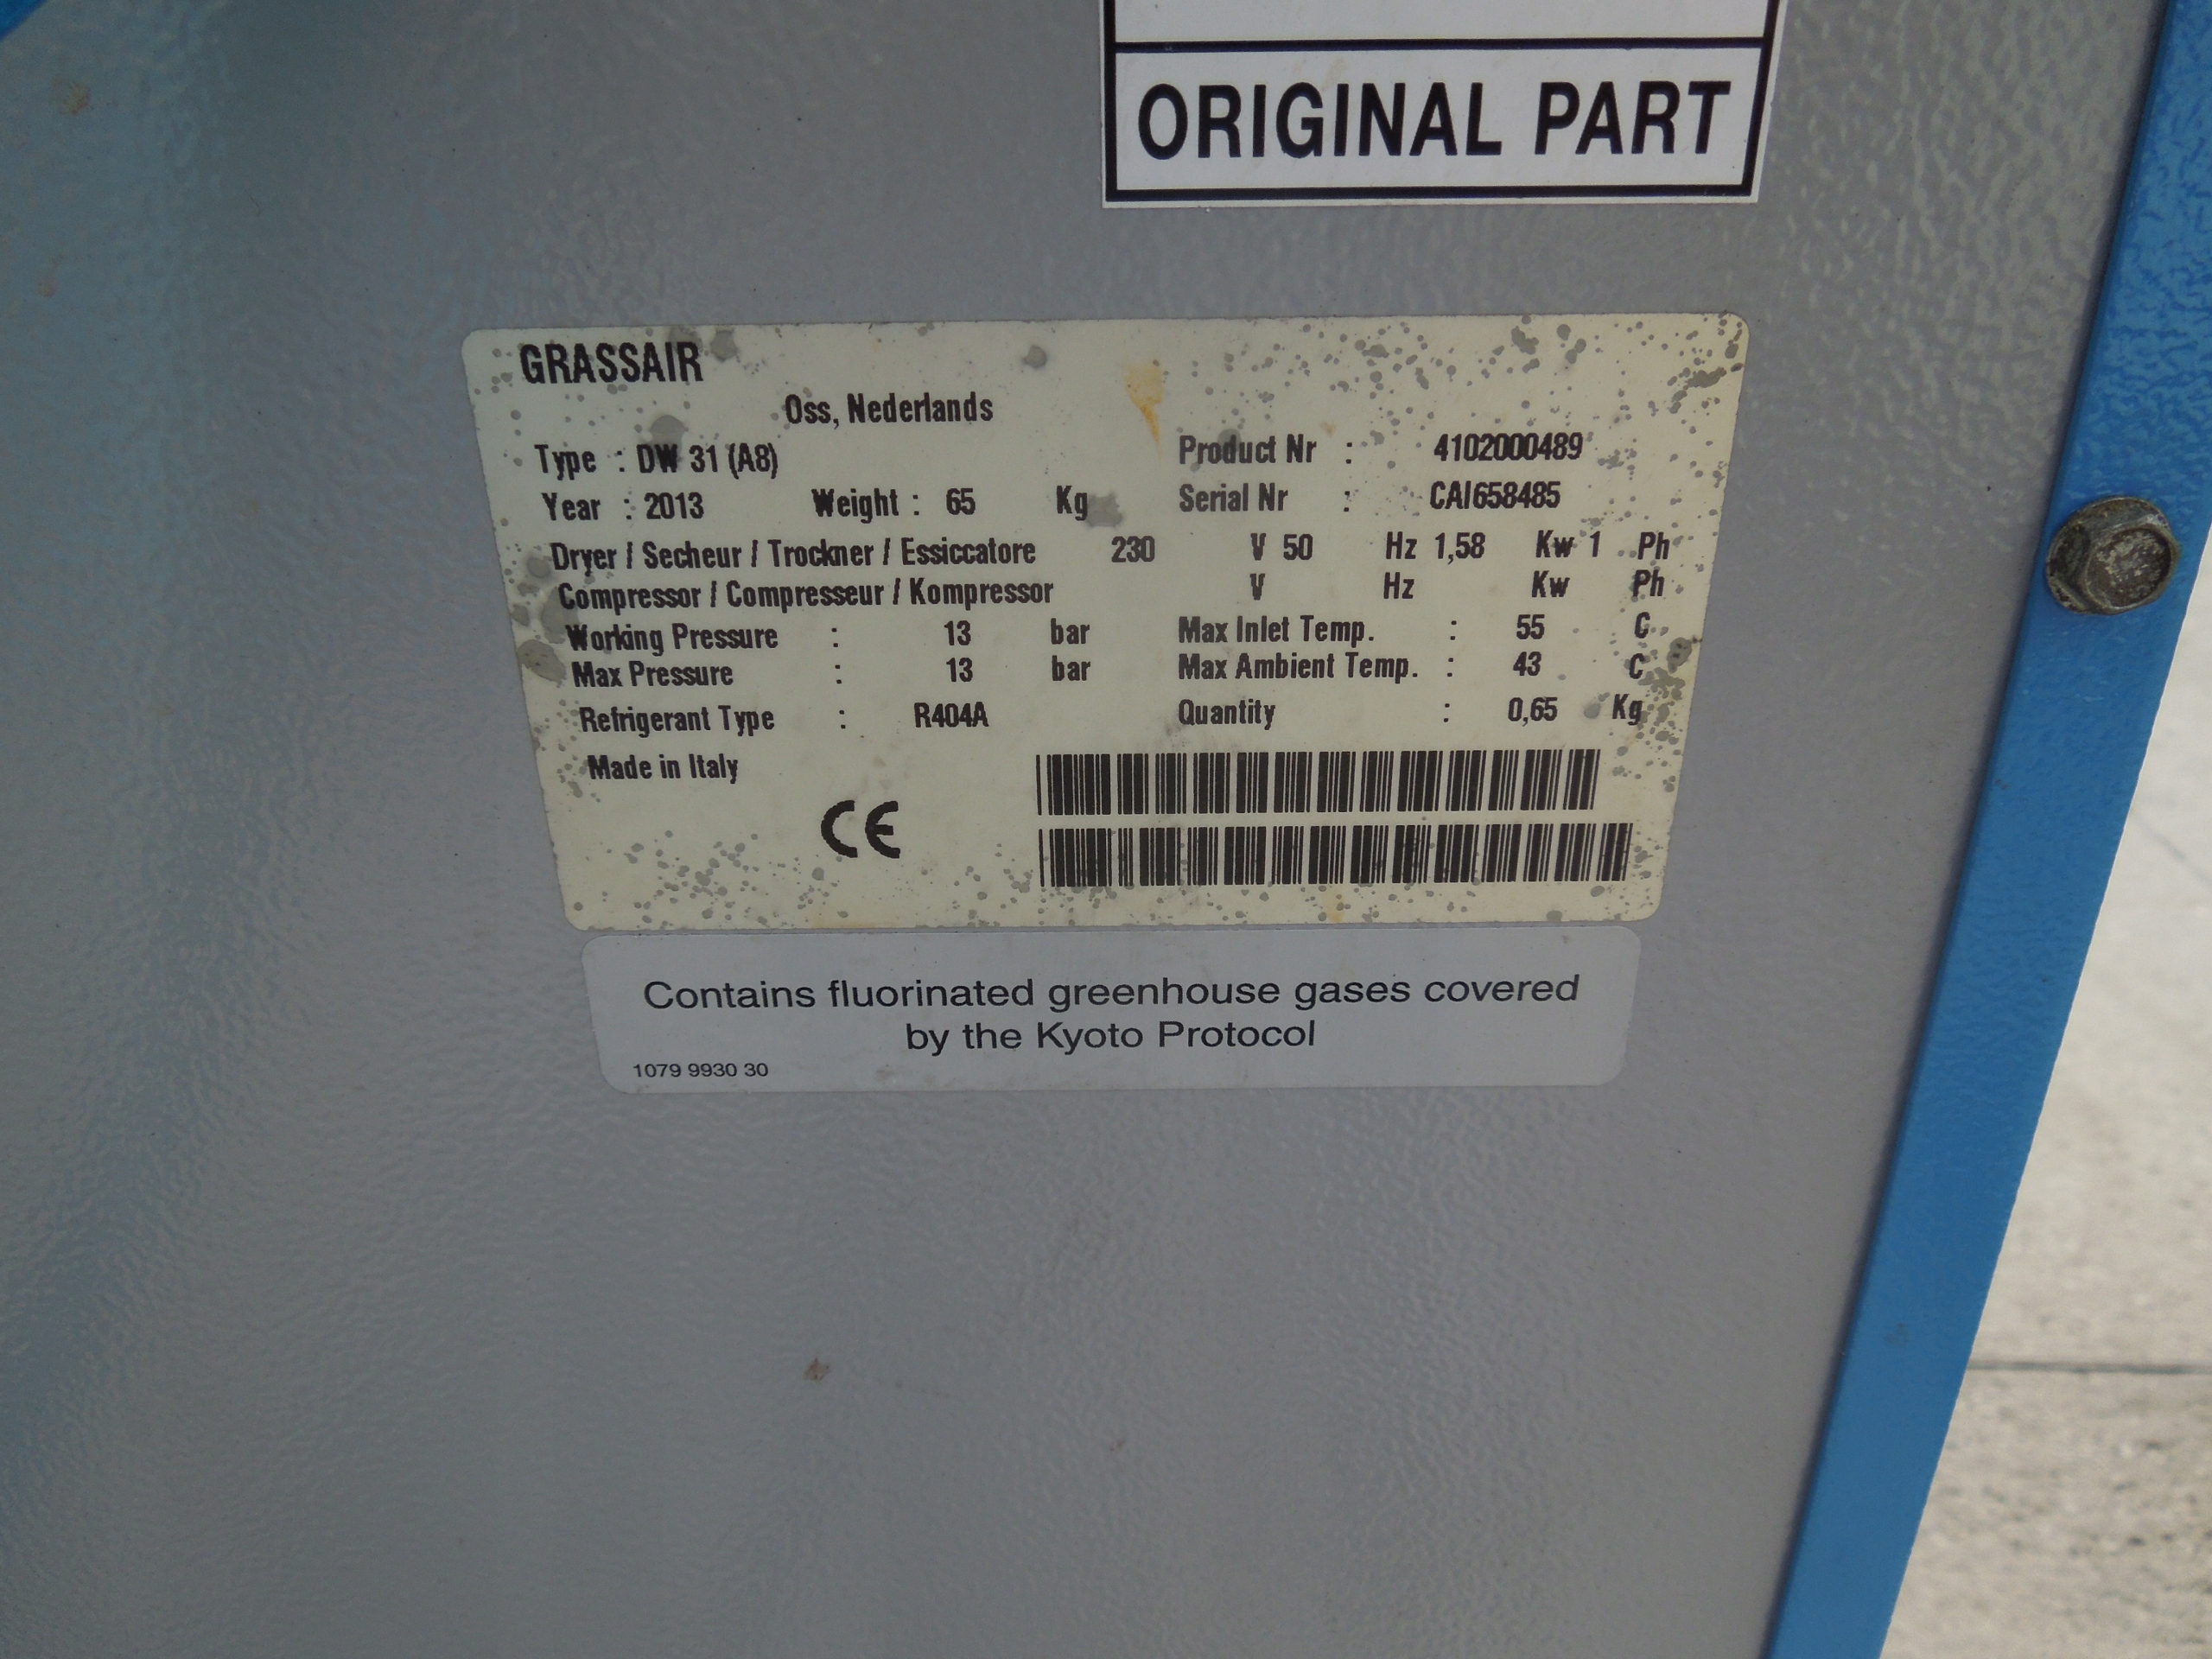 ORIGINAL PART
GRASSAIR
Oss, Nederlands
Type : DW 31 (A8) Product Nr : 4102000489
Year : 2013 Weight : 65 Kg Serial Nr : CAI658485
Dryer / Secheur / Trockner / Essiccatore 230 V 50 Hz 1,58 Kw 1 Ph
Compressor / Compresseur / Kompressor V Hz Kw Ph
Working Pressure : 13 bar Max Inlet Temp. : 55 C
Max Pressure : 13 bar Max Ambient Temp. : 43 C
Refrigerant Type : R404A Quantity : 0,65 Kg
Made in Italy
CE
Contains fluorinated greenhouse gases covered
by the Kyoto Protocol
1079 9930 30